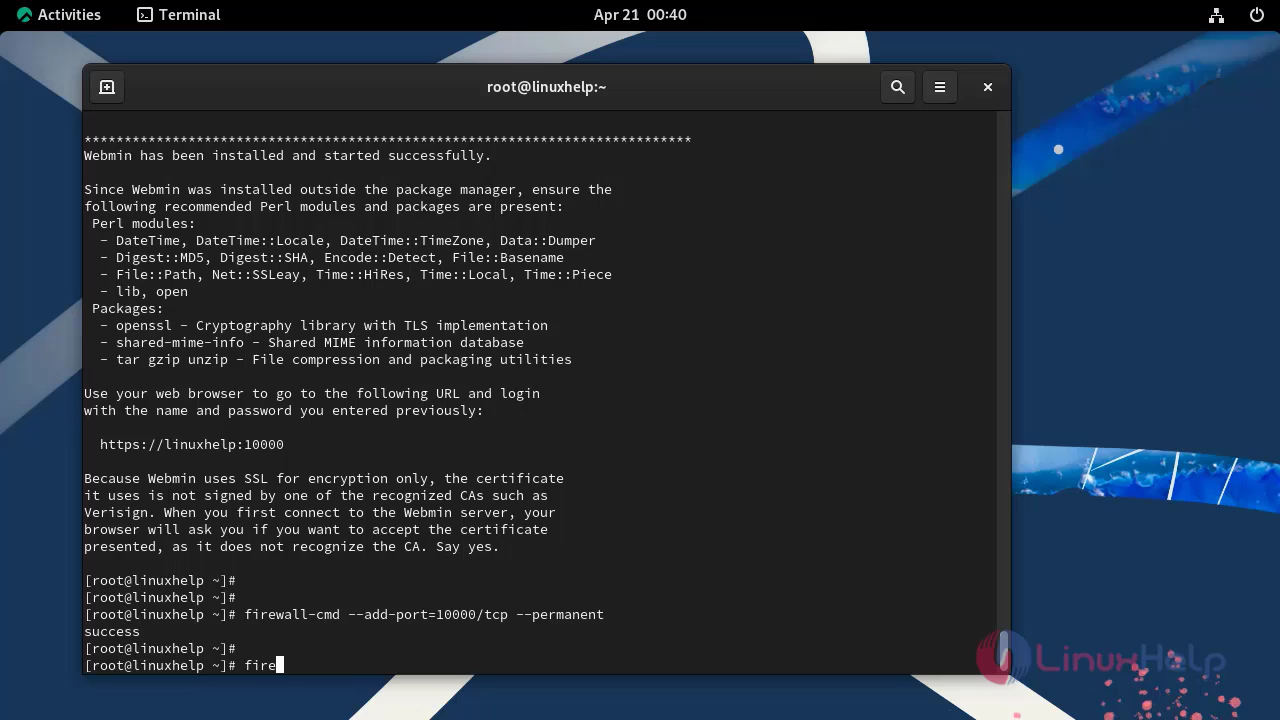 Activities Terminal Apr 21 00:40
root@linuxhelp:~
****************************************************************************
Webmin has been installed and started successfully.
Since Webmin was installed outside the package manager, ensure the
following recommended Perl modules and packages are present:
 Perl modules:
  - DateTime, DateTime::Locale, DateTime::TimeZone, Data::Dumper
  - Digest::MD5, Digest::SHA, Encode::Detect, File::Basename
  - File::Path, Net::SSLeay, Time::HiRes, Time::Local, Time::Piece
  - lib, open
 Packages:
  - openssl - Cryptography library with TLS implementation
  - shared-mime-info - Shared MIME information database
  - tar gzip unzip - File compression and packaging utilities
Use your web browser to go to the following URL and login
with the name and password you entered previously:
  https://linuxhelp:10000
Because Webmin uses SSL for encryption only, the certificate
it uses is not signed by one of the recognized CAs such as
Verisign. When you first connect to the Webmin server, your
browser will ask you if you want to accept the certificate
presented, as it does not recognize the CA. Say yes.
[root@linuxhelp ~]#
[root@linuxhelp ~]#
[root@linuxhelp ~]# firewall-cmd --add-port=10000/tcp --permanent
success
[root@linuxhelp ~]#
[root@linuxhelp ~]# fire
LinuxHelp